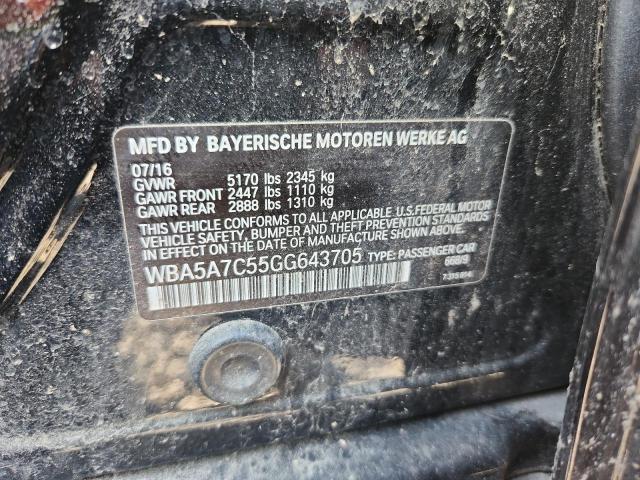 MFD BY BAYERISCHE MOTOREN WERKE AG
07/16
GVWR 5170 lbs 2345 kg
GAWR FRONT 2447 lbs 1110 kg
GAWR REAR 2888 lbs 1310 kg
THIS VEHICLE CONFORMS TO ALL APPLICABLE U.S.FEDERAL MOTOR
VEHICLE SAFETY, BUMPER AND THEFT PREVENTION STANDARDS
IN EFFECT ON THE DATE OF MANUFACTURE SHOWN ABOVE.
WBA5A7C55GG643705 TYPE: PASSENGER CAR
668/9